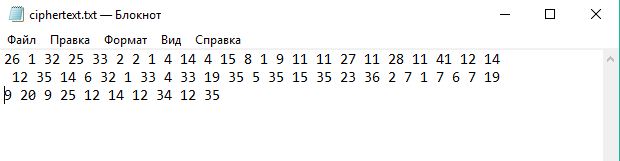 ciphertext.txt — Блокнот
Файл Правка Формат Вид Справка
26 1 32 25 33 2 2 1 4 14 4 15 8 1 9 11 11 27 11 28 11 41 12 14
12 35 14 6 32 1 33 4 33 19 35 5 35 15 35 23 36 2 7 1 7 6 7 19
9 20 9 25 12 14 12 34 12 35